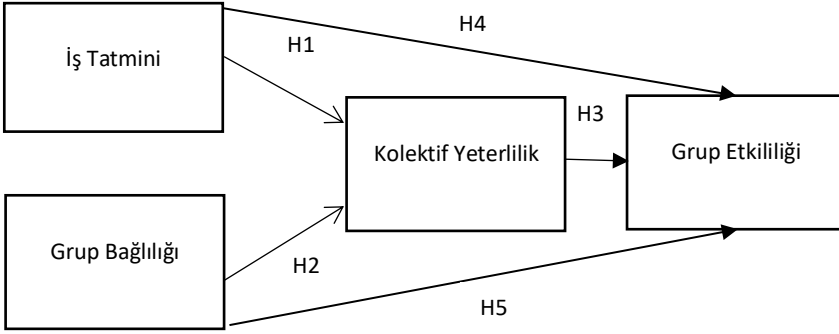 H4
H1
İş Tatmini
H3
Kolektif Yeterlilik
Grup Etkililiği
Grup Bağlılığı
H2
H5